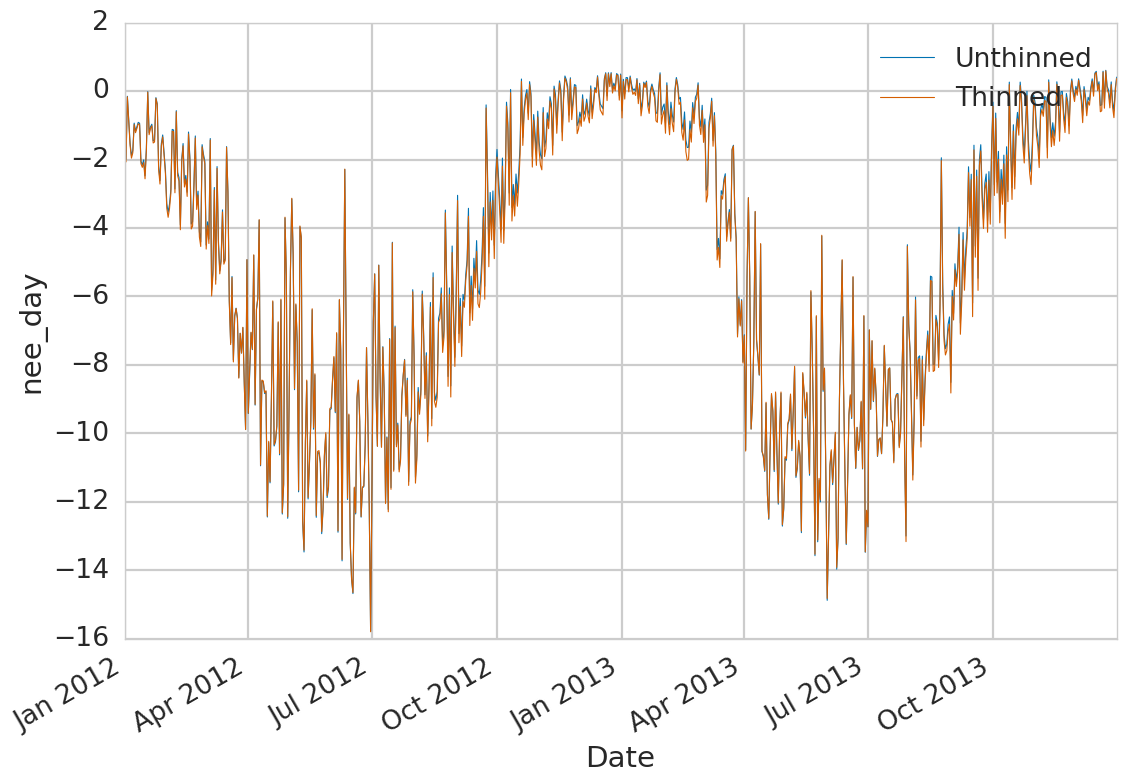 2
0
−2
−4
−6
−8
−10
−12
−14
−16
nee_day
Unthinned
Thinned
Jan 2012
Apr 2012
Jul 2012
Oct 2012
Jan 2013
Apr 2013
Jul 2013
Oct 2013
Date